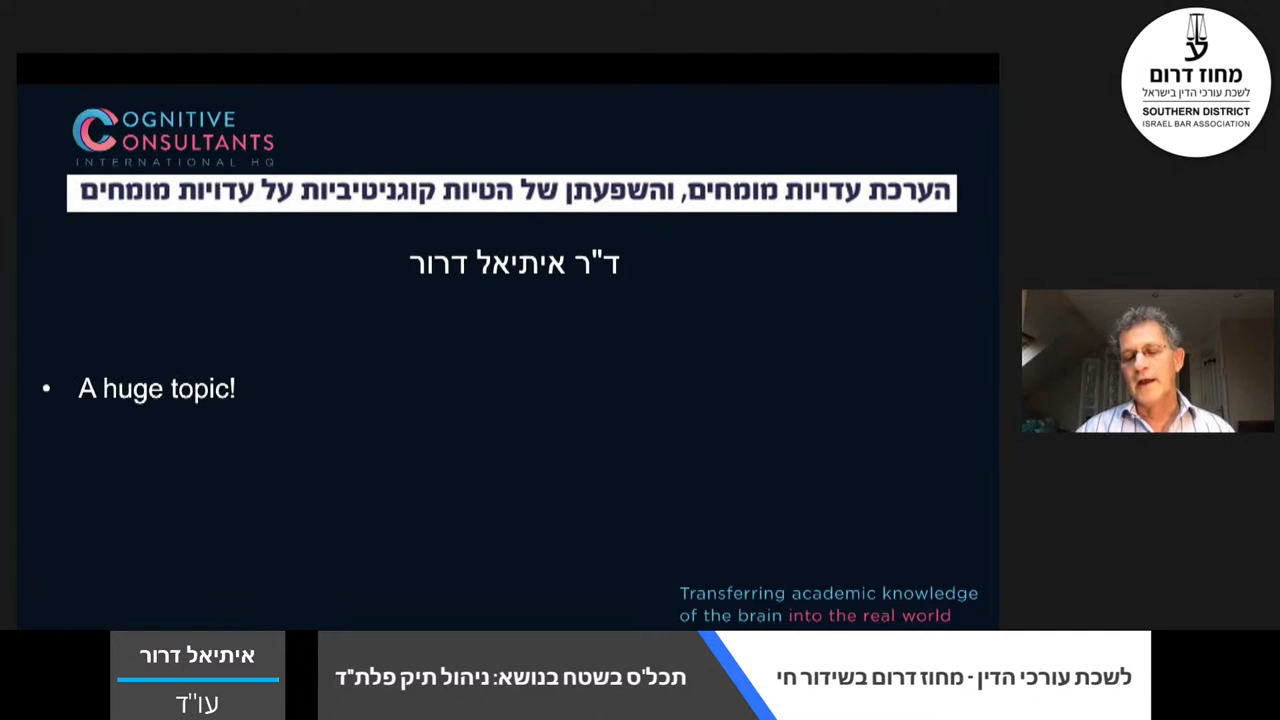 COGNITIVE
CONSULTANTS
INTERNATIONAL HQ
הערכת עדויות מומחים, והשפעתן של הטיות קוגניטיביות על עדויות מומחים
ד"ר איתיאל דרור
• A huge topic!
Transferring academic knowledge
of the brain into the real world
מחוז דרום
לשכת עורכי הדין בישראל
SOUTHERN DISTRICT
ISRAEL BAR ASSOCIATION
לשכת עורכי הדין - מחוז דרום בשידור חי
תכל'ס בשטח בנושא: ניהול תיק פלת"ד
איתיאל דרור
עו"ד